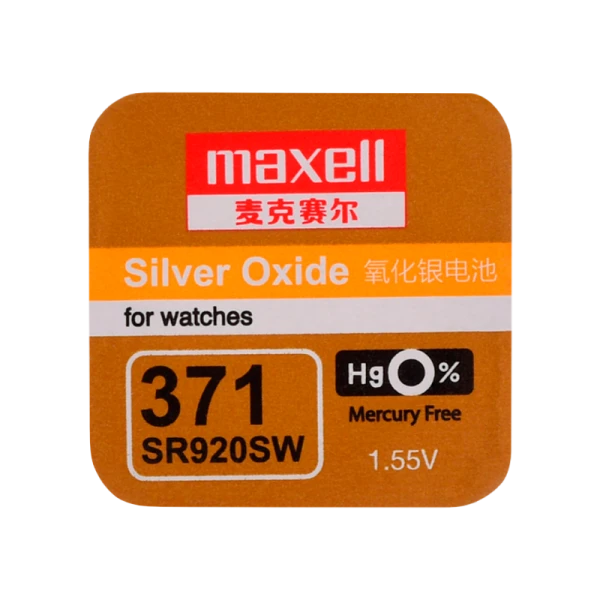 maxell
麦克赛尔
Silver Oxide 氧化银电池
for watches
371
SR920SW
Hg0%
Mercury Free
1.55V